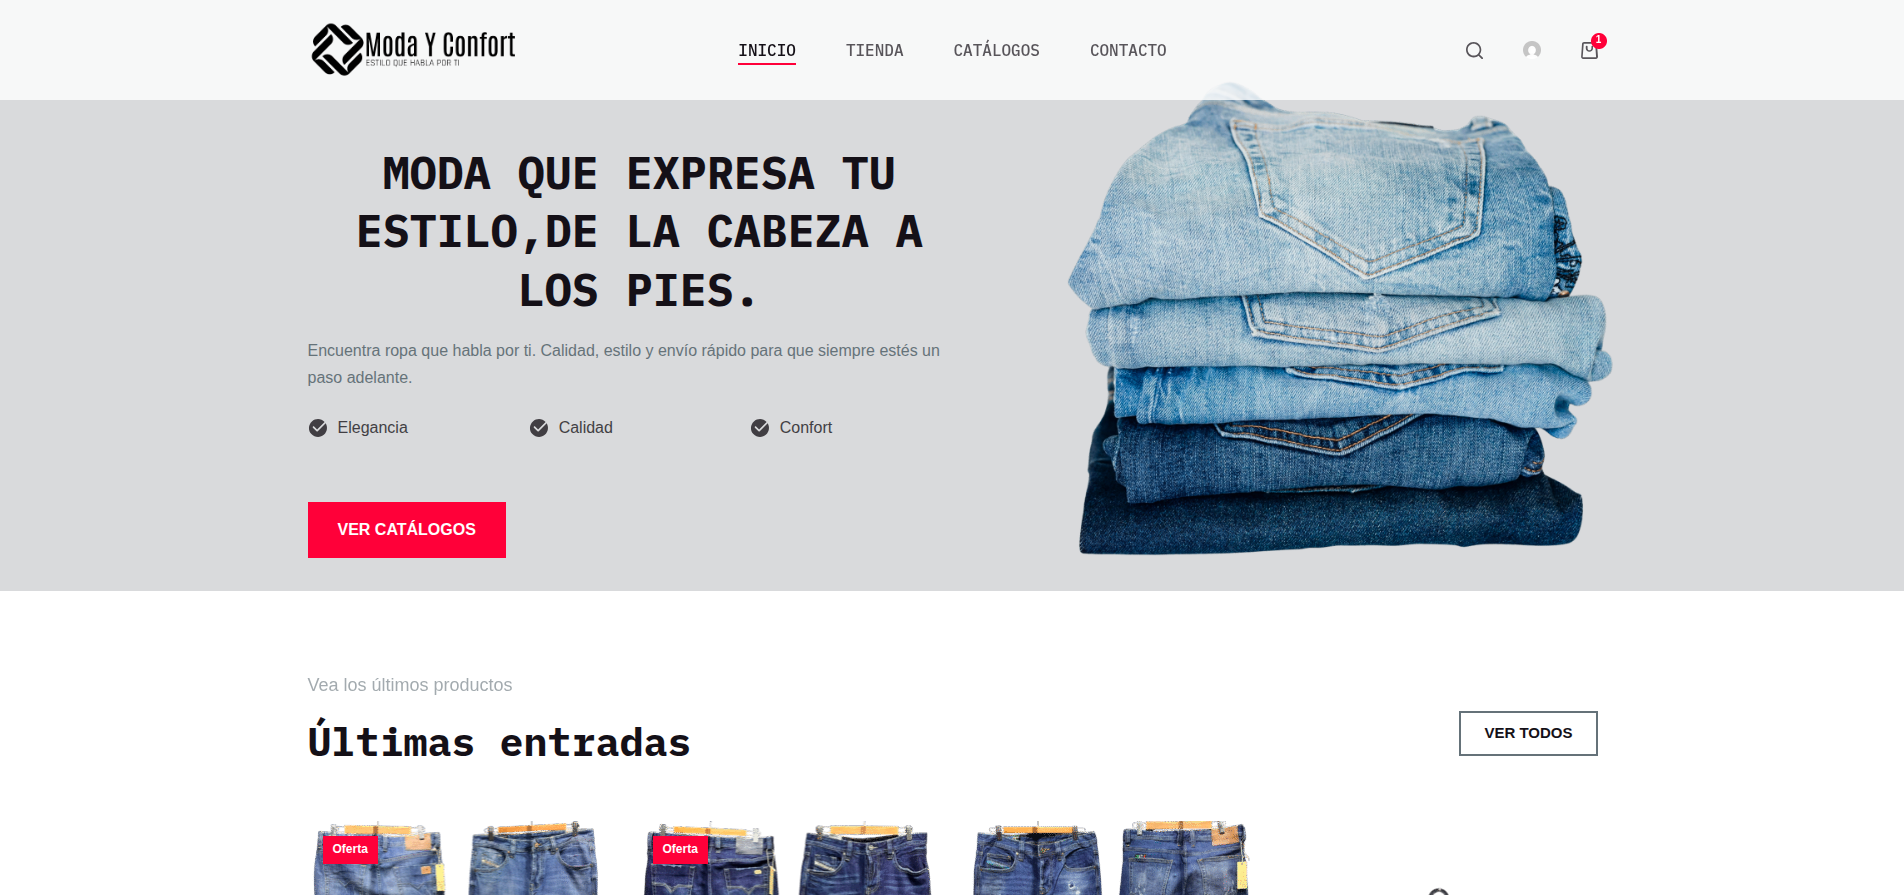 Moda Y Confort
ESTILO QUE HABLA POR TI
INICIO
TIENDA
CATÁLOGOS
CONTACTO
1
MODA QUE EXPRESA TU
ESTILO,DE LA CABEZA A
LOS PIES.
Encuentra ropa que habla por ti. Calidad, estilo y envío rápido para que siempre estés un
paso adelante.
Elegancia
Calidad
Confort
VER CATÁLOGOS
Vea los últimos productos
Últimas entradas
VER TODOS
Oferta
Oferta